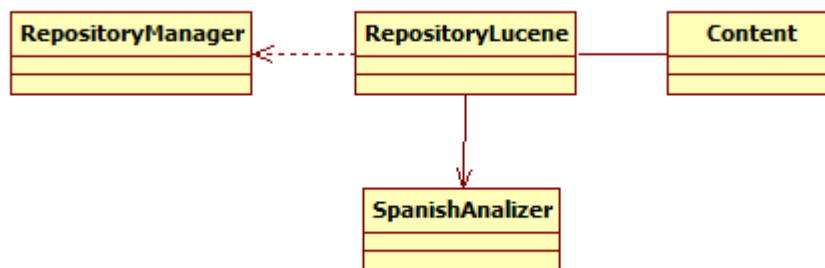 RepositoryManager
RepositoryLucene
Content
SpanishAnalizer